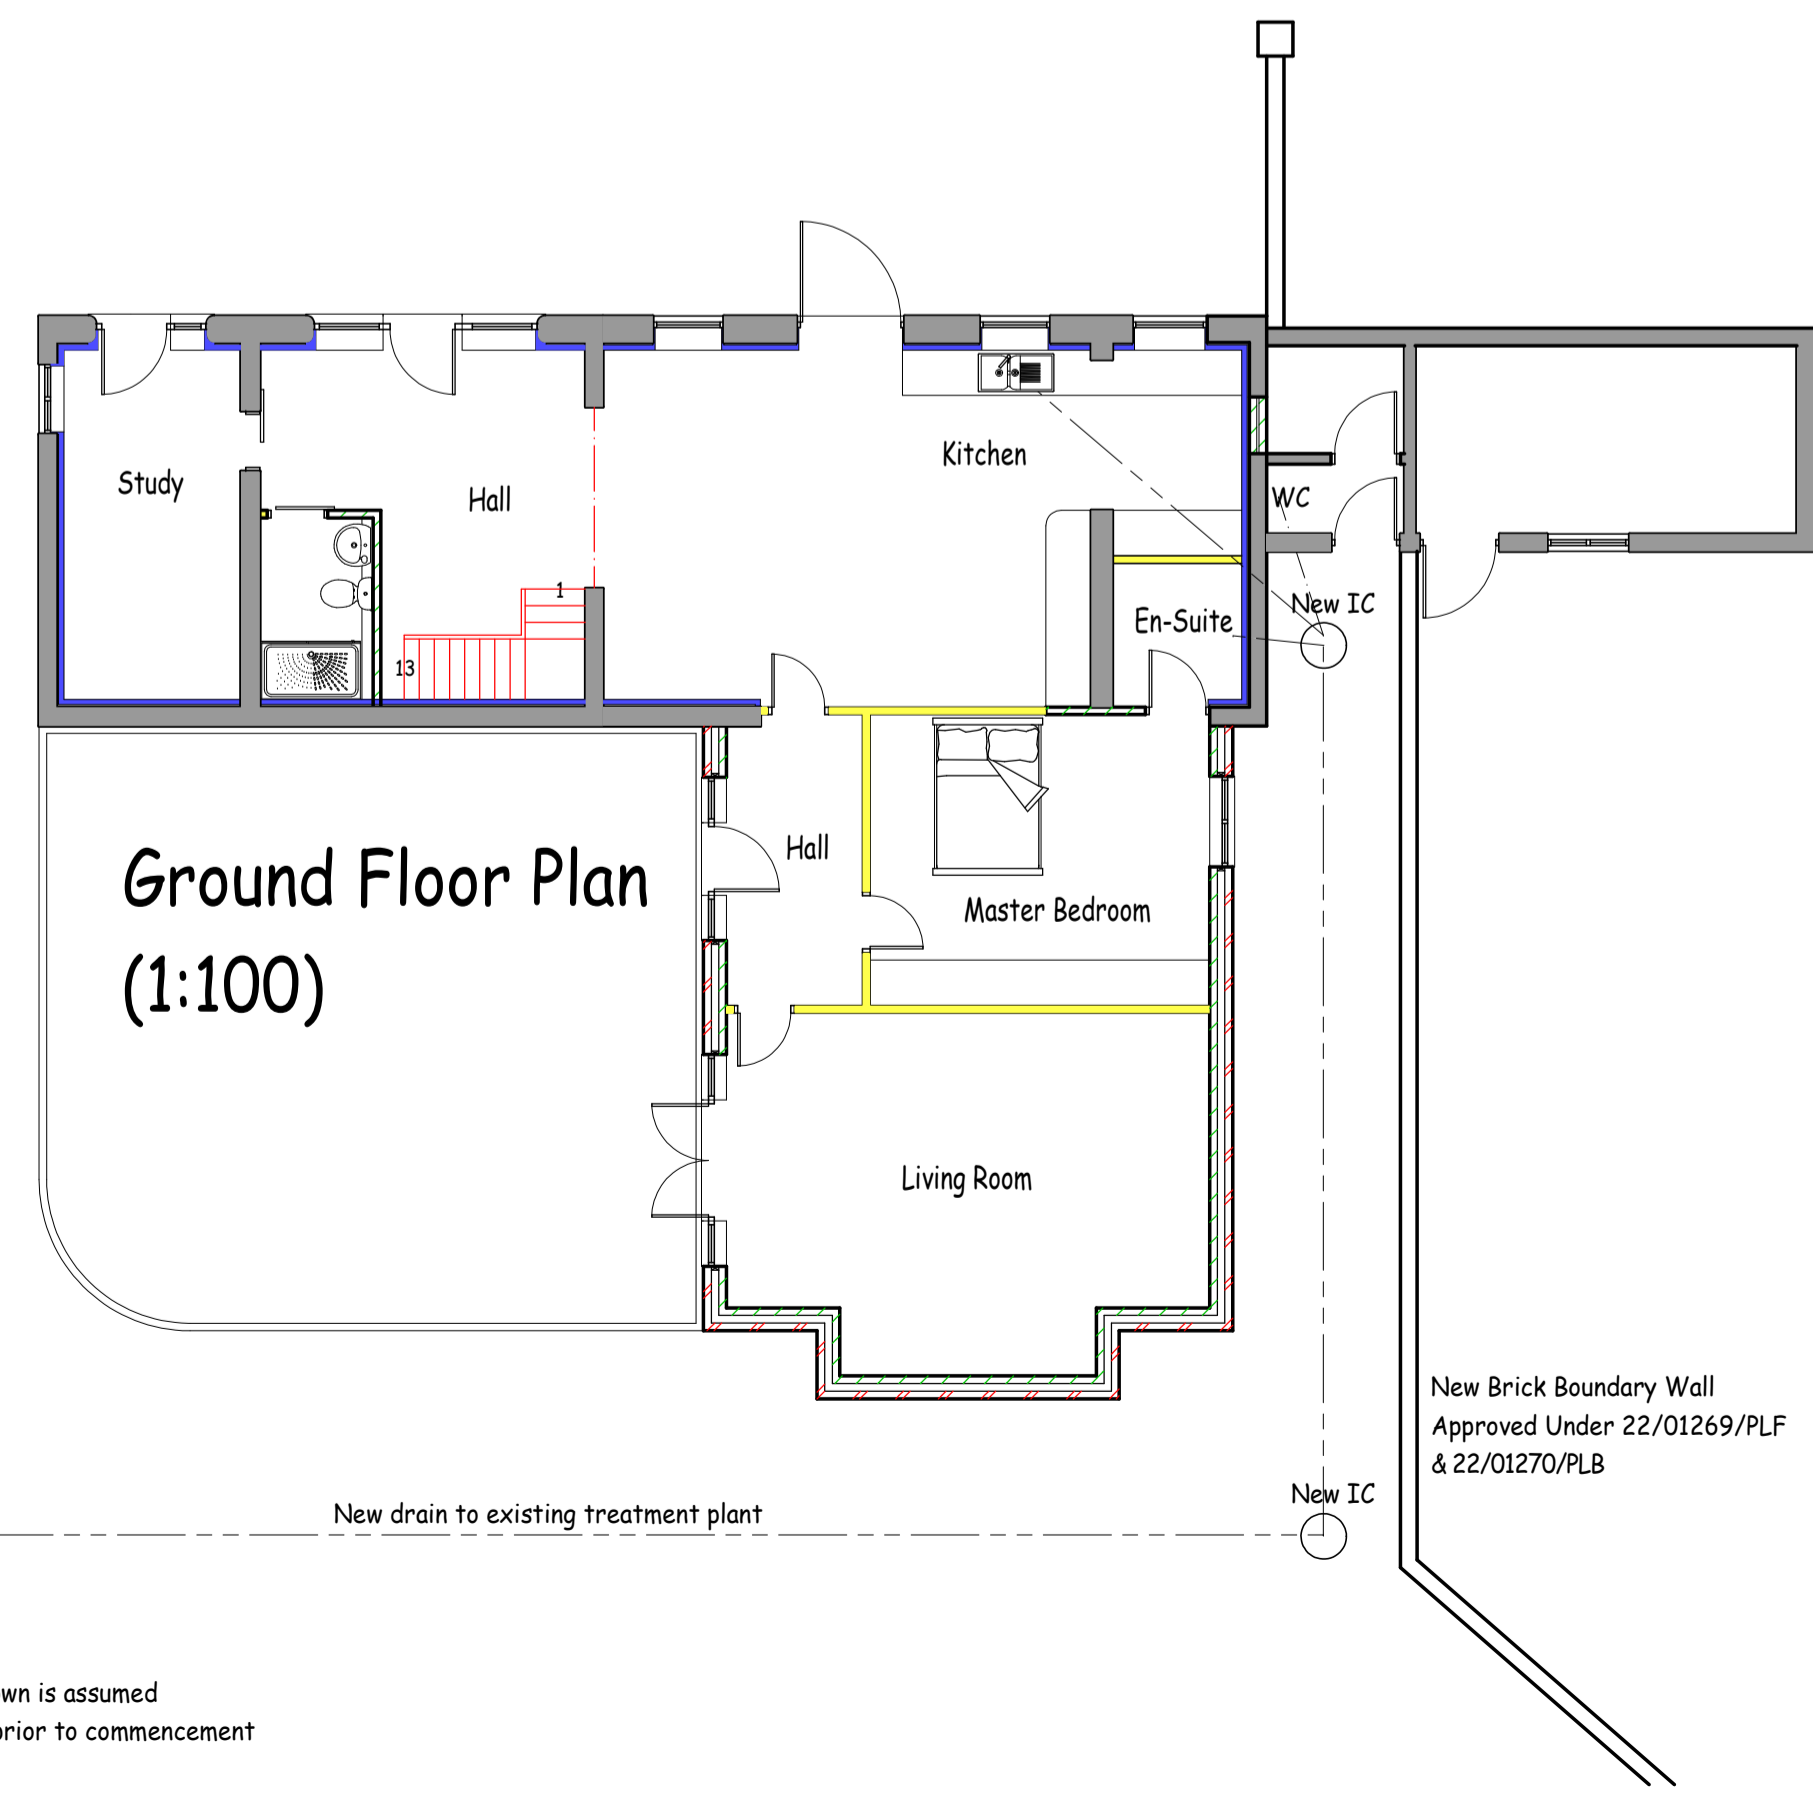 Study
Hall
Kitchen
WC
1
13
En-Suite
New IC
Hall
Master Bedroom
Ground Floor Plan
(1:100)
Living Room
New Brick Boundary Wall
Approved Under 22/01269/PLF
& 22/01270/PLB
New IC
New drain to existing treatment plant
is assumed
to commencement